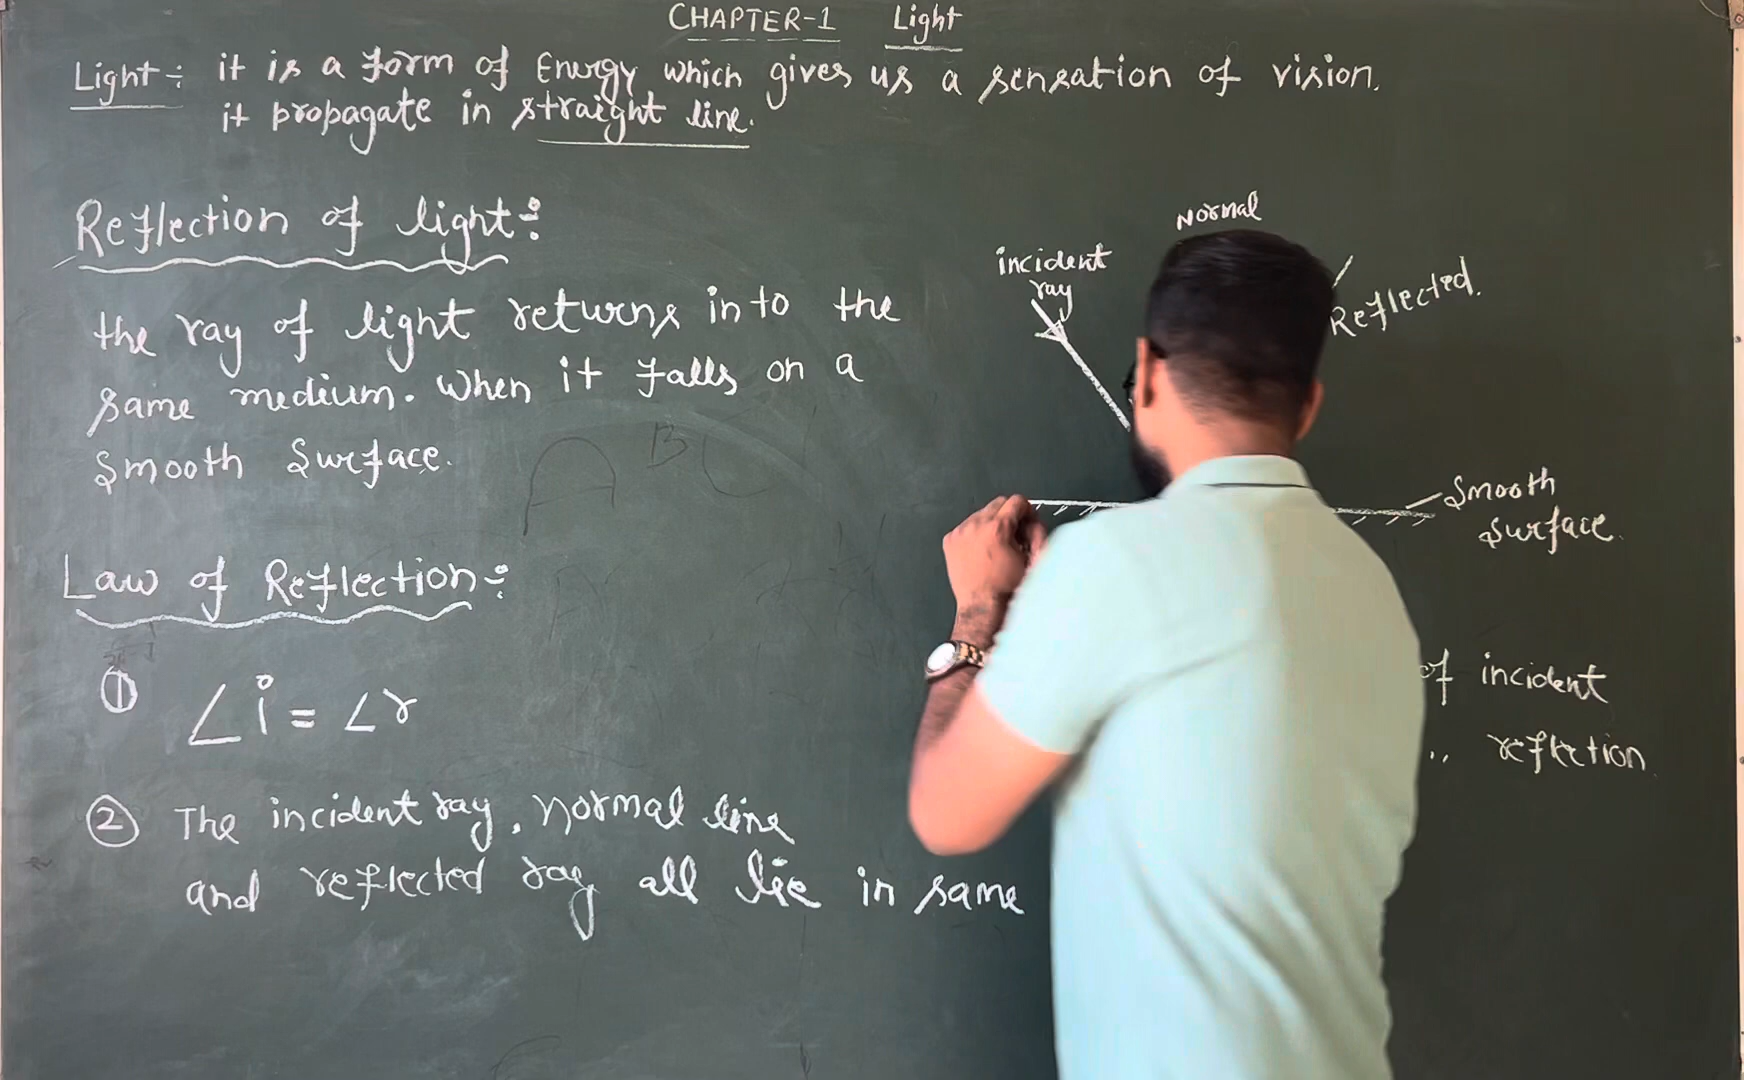 CHAPTER-1 Light
Light:- it is a form of Energy which gives us a sensation of vision.
it propagate in straight line.
Reflection of light:-
the ray of light returns in to the
same medium. when it falls on a
Smooth Surface.
Law of Reflection:-
① ∠i = ∠r
② The incident ray, normal line
and reflected ray all lie in same
Normal
incident
ray
Reflected.
Smooth
Surface.
of incident
,, reflection.
A B C